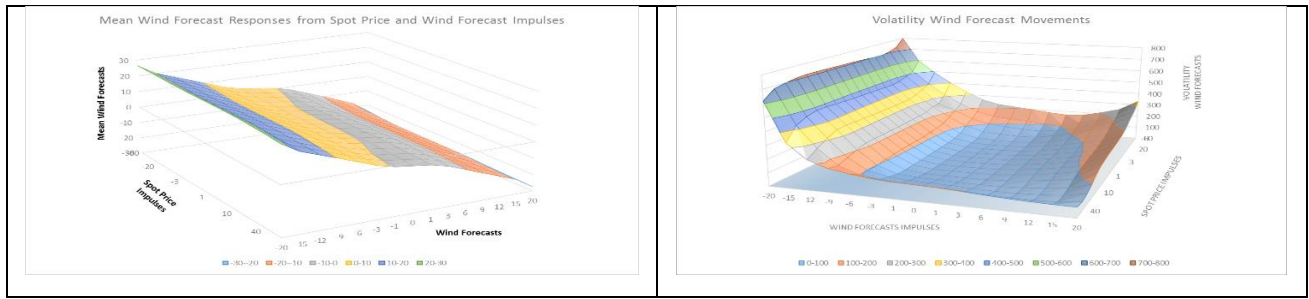 Mean Wind Forecast Responses from Spot Price and Wind Forecast Impulses
Mean Wind Forecasts
30
20
10
0
-10
-20
20
-3
1
10
40
Spot Price
Impulses
-20 15 -12 9 -6 -3 -1 0 1 3 6 9 12 15 20
Wind Forecasts
-30--20 -20--10 -10-0 0-10 10-20 20-30
Volatility Wind Forecast Movements
800
700
600
500
400
300
200
100
VOLATILITY
WIND FORECASTS
20
3
1
10
40
SPOT PRICE IMPULSES
-20 -15 12 -9 -6 -3 1 0 1 3 6 9 12 15 20
WIND FORECASTS IMPULSES
0-100 100-200 200-300 300-400 400-500 500-600 600-700 700-800